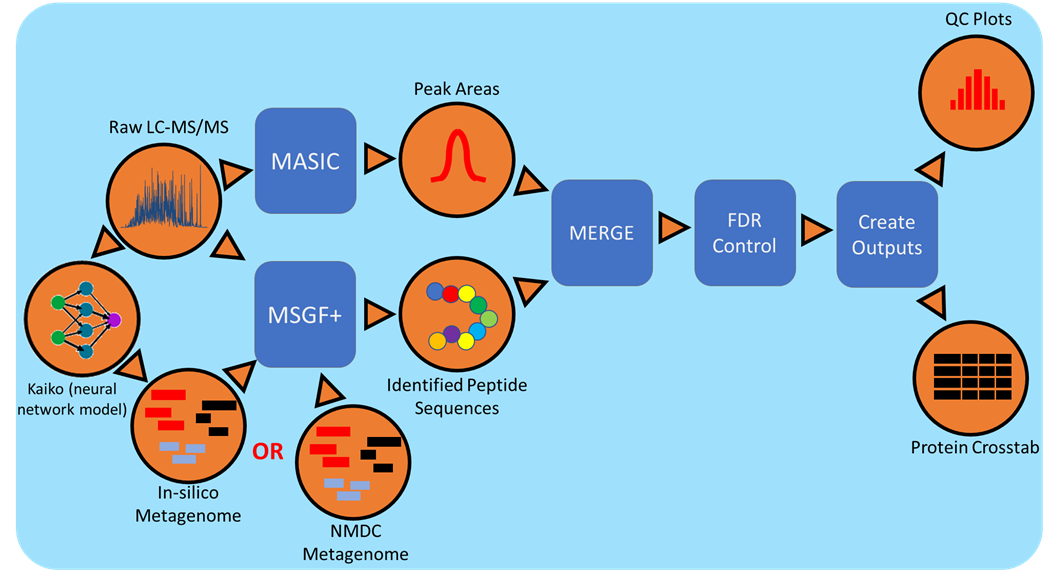 QC Plots
Peak Areas
Raw LC-MS/MS
MASIC
MERGE
FDR
Control
Create
Outputs
MSGF+
Kaiko (neural
network model)
Identified Peptide
Sequences
Protein Crosstab
OR
In-silico
Metagenome
NMDC
Metagenome